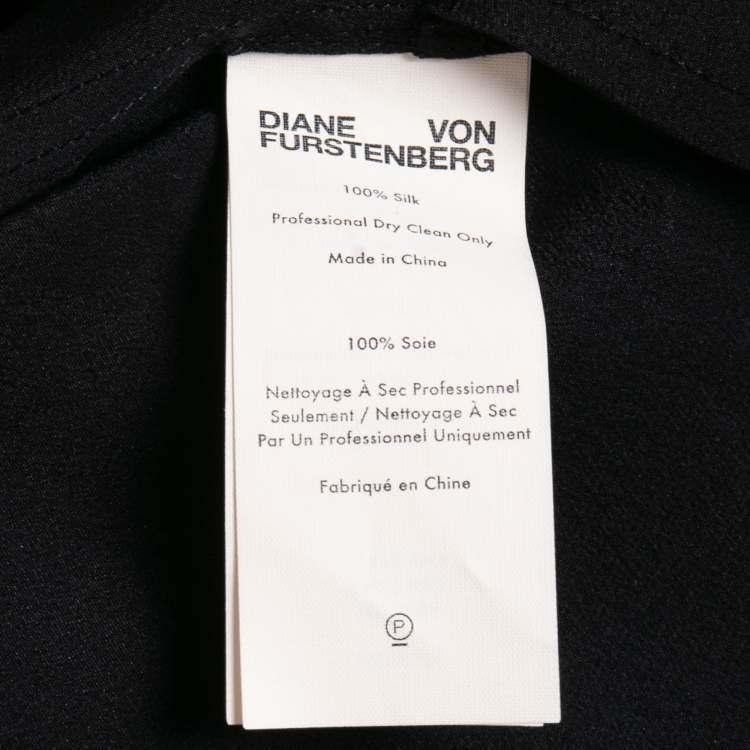 DIANE VON
FURSTENBERG
100% Silk
Professional Dry Clean Only
Made in China
100% Soie
Nettoyage À Sec Professionnel
Seulement / Nettoyage À Sec
Par Un Professionnel Uniquement
Fabriqué en Chine
P